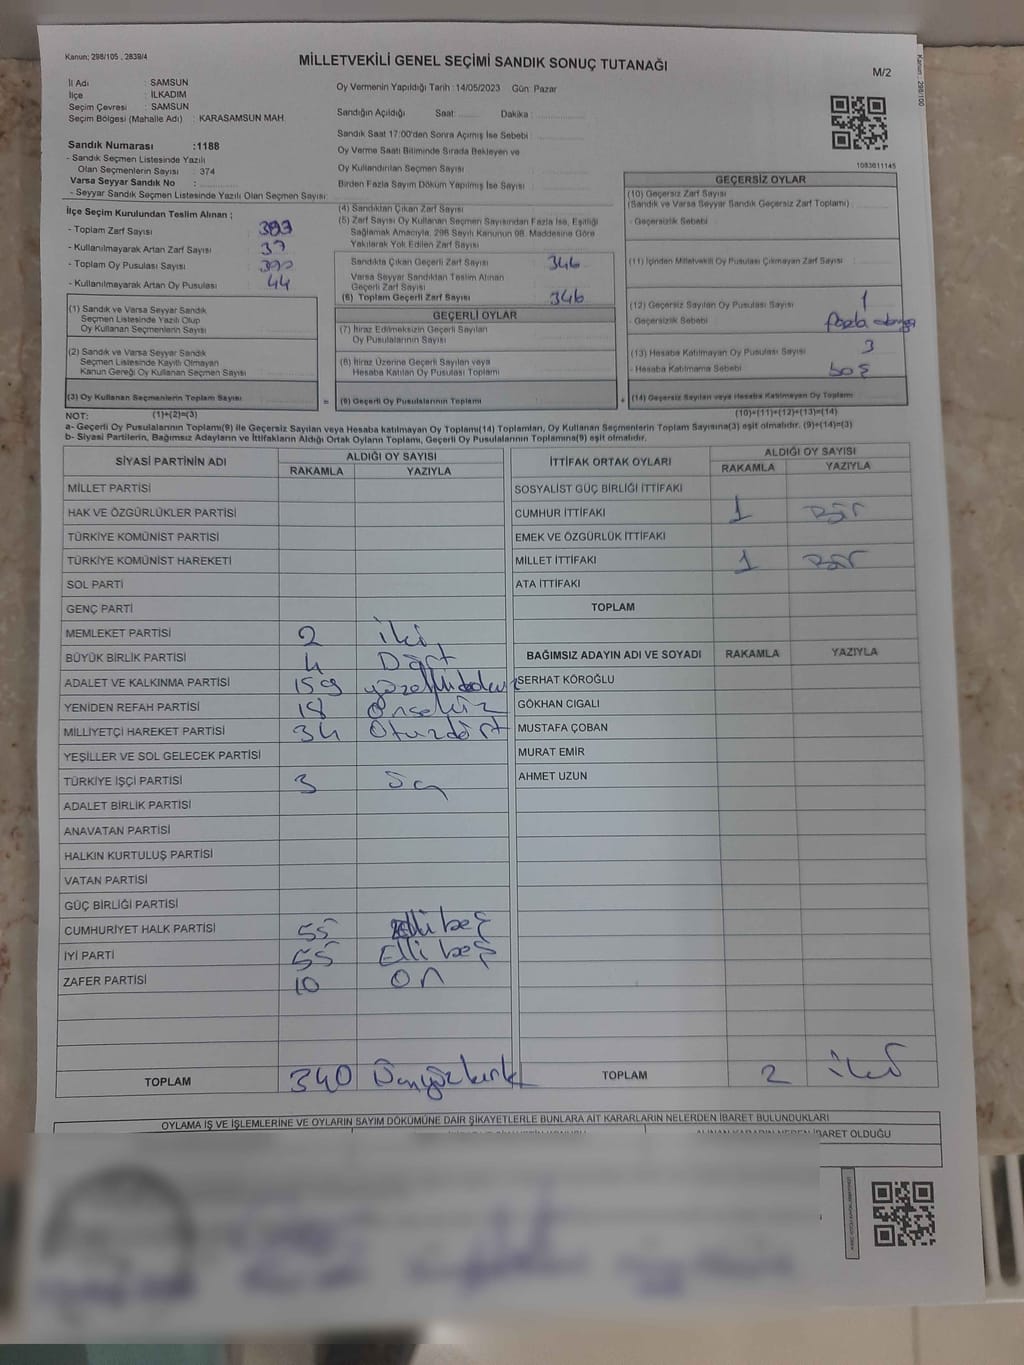 Kanun; 298/105 , 2839/4
MİLLETVEKİLİ GENEL SEÇİMİ SANDIK SONUÇ TUTANAĞI
M/2
Kanun; 298/100
İl Adı : SAMSUN
İlçe : İLKADIM
Seçim Çevresi : SAMSUN
Seçim Bölgesi (Mahalle Adı) : KARASAMSUN MAH.
Oy Vermenin Yapıldığı Tarih : 14/05/2023 Gün: Pazar
Sandığın Açıldığı Saat: Dakika :
Sandık Saat 17:00'den Sonra Açımış İse Sebebi :
Oy Verme Saati Bitiminde Sırada Bekleyen ve
Oy Kullandırılan Seçmen Sayısı
Birden Fazla Sayım Döküm Yapılmış İse Sayısı
1083011145
Sandık Numarası :1188
- Sandık Seçmen Listesinde Yazılı
Olan Seçmenlerin Sayısı : 374
Varsa Seyyar Sandık No :
- Seyyar Sandık Seçmen Listesinde Yazılı Olan Seçmen Sayısı
İlçe Seçim Kurulundan Teslim Alınan ;
- Toplam Zarf Sayısı : 393
- Kullanılmayarak Artan Zarf Sayısı : 37
- Toplam Oy Pusulası Sayısı :
- Kullanılmayarak Artan Oy Pusulası : 44
(1) Sandık ve Varsa Seyyar Sandık
Seçmen Listesinde Yazılı Olup
Oy Kullanan Seçmenlerin Sayısı
(2) Sandık ve Varsa Seyyar Sandık
Seçmen Listesinde Kayıtlı Olmayan
Kanun Gereği Oy Kullanan Seçmen Sayısı
(3) Oy Kullanan Seçmenlerin Toplam Sayısı =
(4) Sandıktan Çıkan Zarf Sayısı
(5) Zarf Sayısı Oy Kullanan Seçmen Sayısından Fazla İse, Eşitliği
Sağlamak Amacıyla, 298 Sayılı Kanunun 98. Maddesine Göre
Yakılarak Yok Edilen Zarf Sayısı
Sandıkta Çıkan Geçerli Zarf Sayısı : 346
Varsa Seyyar Sandıktan Teslim Alınan
Geçerli Zarf Sayısı
(6) Toplam Geçerli Zarf Sayısı 346
GEÇERLİ OYLAR
(7) İtiraz Edilmeksizin Geçerli Sayılan
Oy Pusulalarının Sayısı
(8) İtiraz Üzerine Geçerli Sayılan veya
Hesaba Katılan Oy Pusulası Toplamı
(9) Geçerli Oy Pusulalarının Toplamı +
GEÇERSİZ OYLAR
(10) Geçersiz Zarf Sayısı
(Sandık ve Varsa Seyyar Sandık Geçersiz Zarf Toplamı)
- Geçersizlik Sebebi
(11) İçinden Milletvekili Oy Pusulası Çıkmayan Zarf Sayısı
(12) Geçersiz Sayılan Oy Pusulası Sayısı : 1
- Geçersizlik Sebebi : fazla
(13) Hesaba Katılmayan Oy Pusulası Sayısı : 3
- Hesaba Katılmama Sebebi : boş
(14) Geçersiz Sayılan veya Hesaba Katılmayan Oy Toplamı
NOT: (1)+(2)=(3) (10)+(11)+(12)+(13)=(14)
a- Geçerli Oy Pusulalarının Toplamı(9) ile Geçersiz Sayılan veya Hesaba Katılmayan Oy Toplamı(14) Toplamları, Oy Kullanan Seçmenlerin Toplam Sayısına(3) eşit olmalıdır. (9)+(14)=(3)
b- Siyasi Partilerin, Bağımsız Adayların ve İttifakların Aldığı Ortak Oyların Toplamı, Geçerli Oy Pusulalarının Toplamına(9) eşit olmalıdır.
SİYASİ PARTİNİN ADI ALDIĞI OY SAYISI
RAKAMLA YAZIYLA
MİLLET PARTİSİ
HAK VE ÖZGÜRLÜKLER PARTİSİ
TÜRKİYE KOMÜNİST PARTİSİ
TÜRKİYE KOMÜNİST HAREKETİ
SOL PARTİ
GENÇ PARTİ
MEMLEKET PARTİSİ 2 iki
BÜYÜK BİRLİK PARTİSİ 4 Dört
ADALET VE KALKINMA PARTİSİ 159
YENİDEN REFAH PARTİSİ 18 Onsekiz
MİLLİYETÇİ HAREKET PARTİSİ 34 Otuzdört
YEŞİLLER VE SOL GELECEK PARTİSİ
TÜRKİYE İŞÇİ PARTİSİ 3 Üç
ADALET BİRLİK PARTİSİ
ANAVATAN PARTİSİ
HALKIN KURTULUŞ PARTİSİ
VATAN PARTİSİ
GÜÇ BİRLİĞİ PARTİSİ
CUMHURİYET HALK PARTİSİ 55 Elli beş
İYİ PARTİ 55 Elli beş
ZAFER PARTİSİ 10 On
TOPLAM 340 Üçyüzkırk
İTTİFAK ORTAK OYLARI ALDIĞI OY SAYISI
RAKAMLA YAZIYLA
SOSYALİST GÜÇ BİRLİĞİ İTTİFAKI
CUMHUR İTTİFAKI 1 Bir
EMEK VE ÖZGÜRLÜK İTTİFAKI
MİLLET İTTİFAKI 1 Bir
ATA İTTİFAKI
TOPLAM
BAĞIMSIZ ADAYIN ADI VE SOYADI RAKAMLA YAZIYLA
SERHAT KÖROĞLU
GÖKHAN CIGALI
MUSTAFA ÇOBAN
MURAT EMİR
AHMET UZUN
TOPLAM 2 iki
OYLAMA İŞ VE İŞLEMLERİNE VE OYLARIN SAYIM DÖKÜMÜNE DAİR ŞİKAYETLERLE BUNLARA AİT KARARLARIN NELERDEN İBARET BULUNDUKLARI
İBARET OLDUĞU